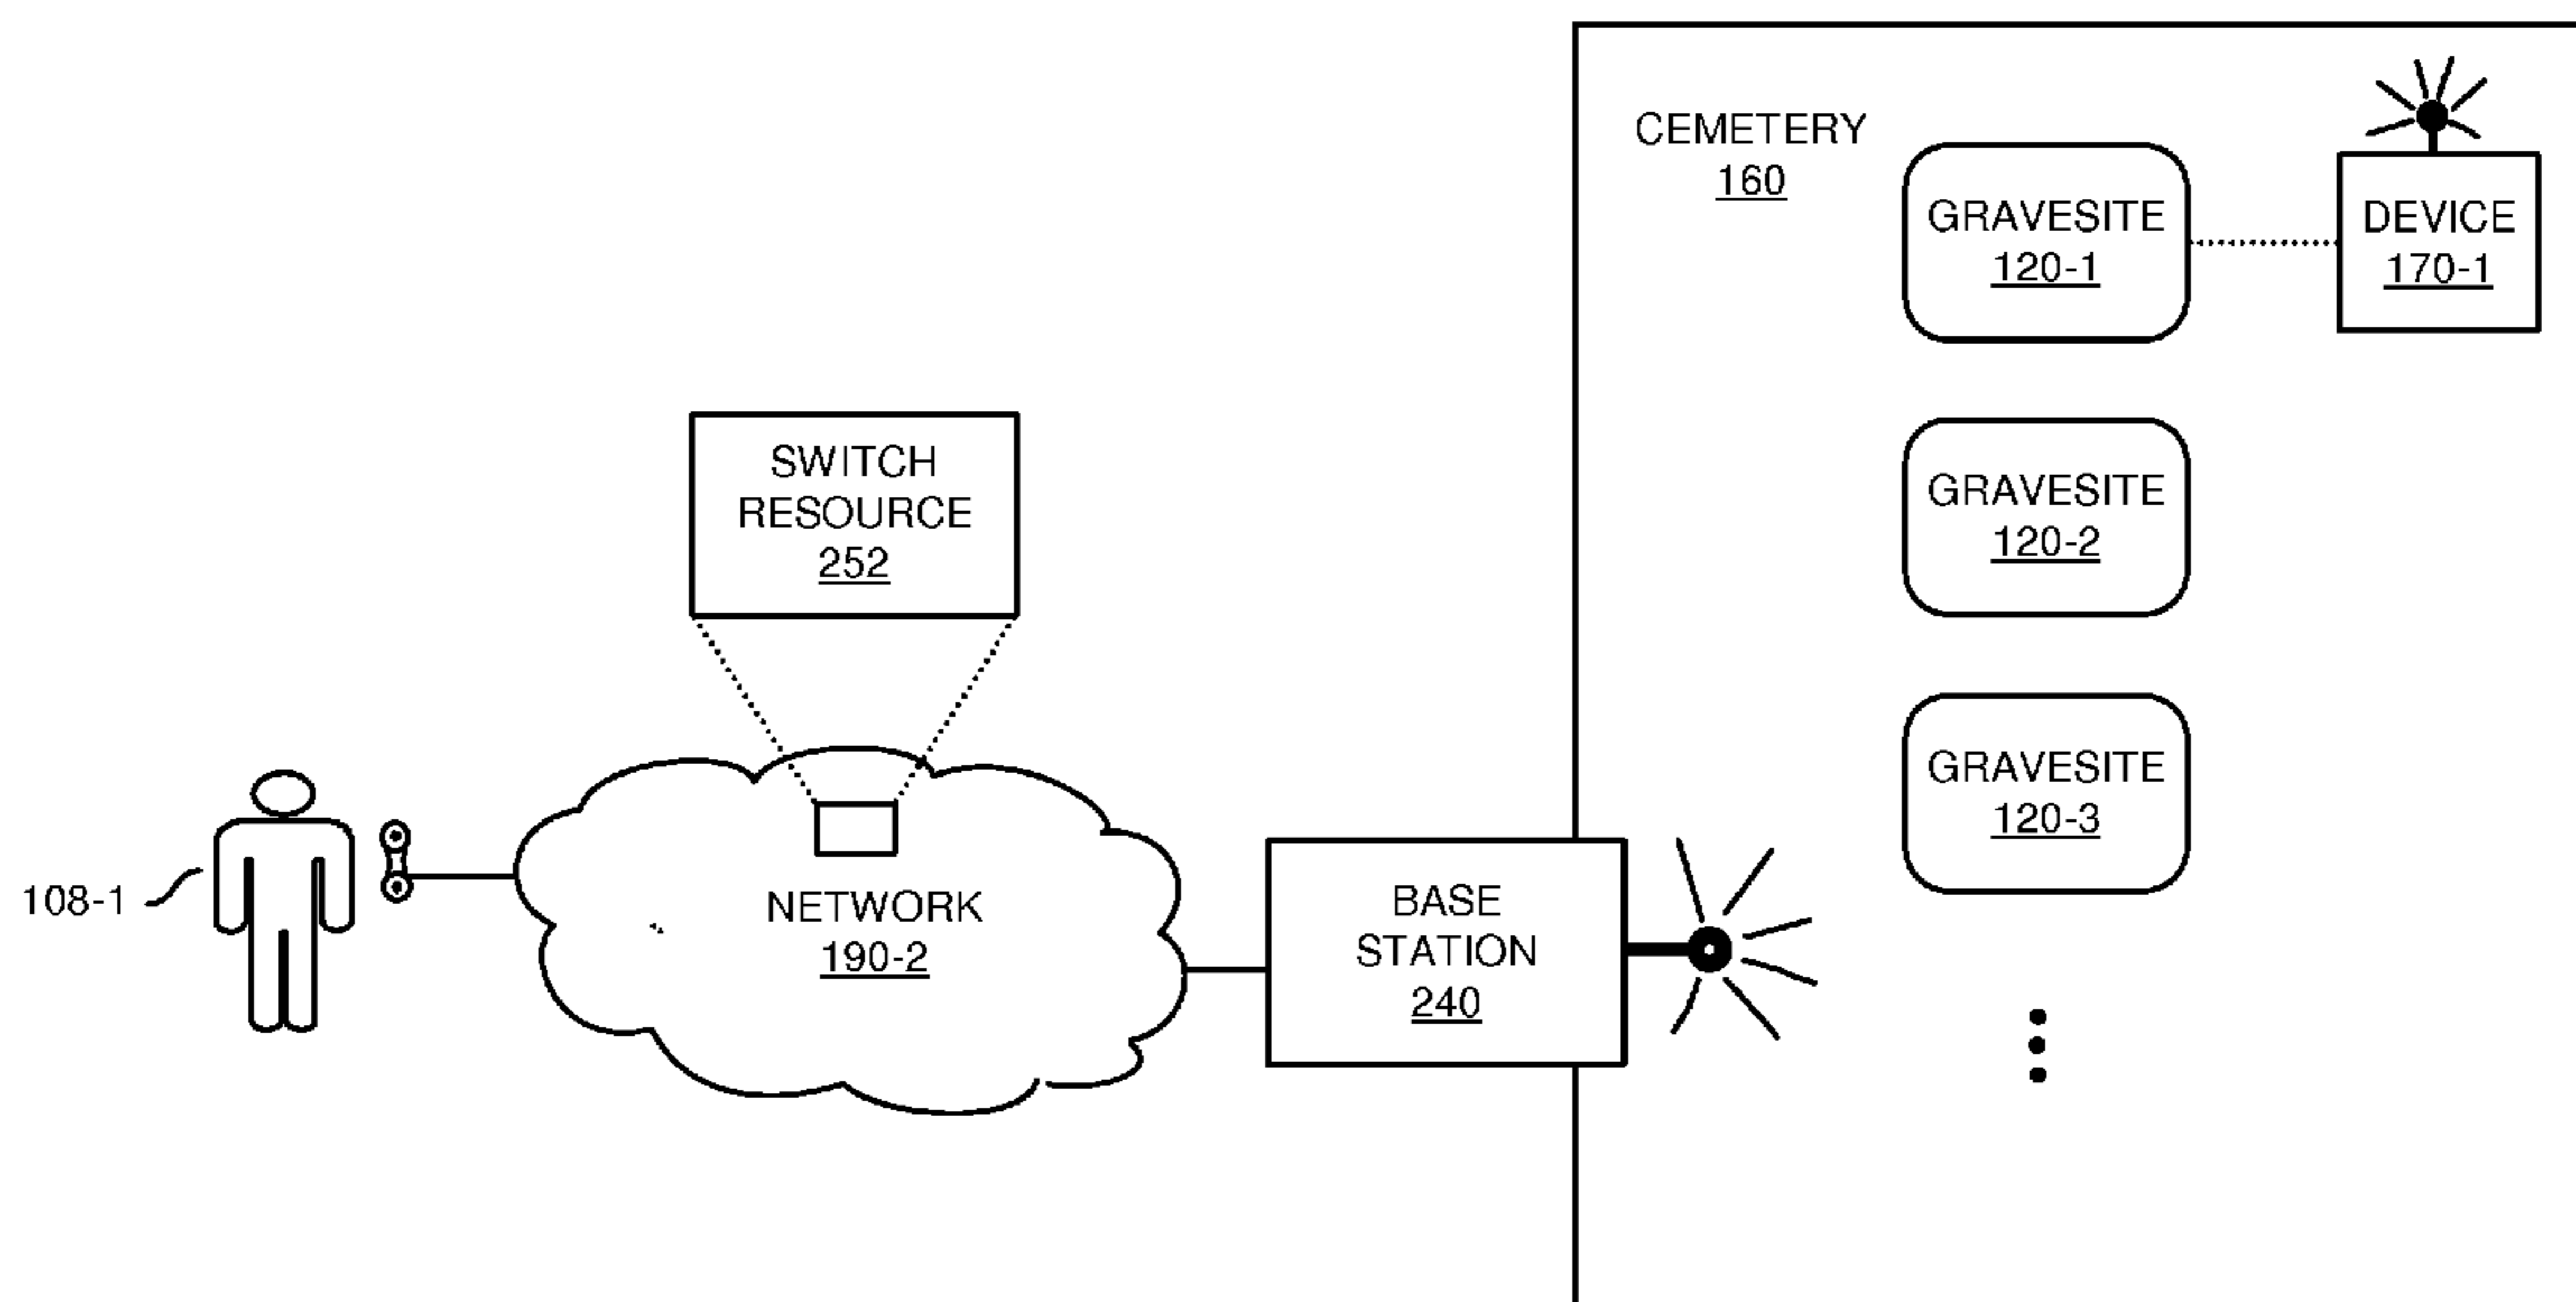 CEMETERY
160
GRAVESITE
120-1
DEVICE
170-1
SWITCH
RESOURCE
252
GRAVESITE
120-2
GRAVESITE
120-3
108-1
NETWORK
190-2
BASE
STATION
240